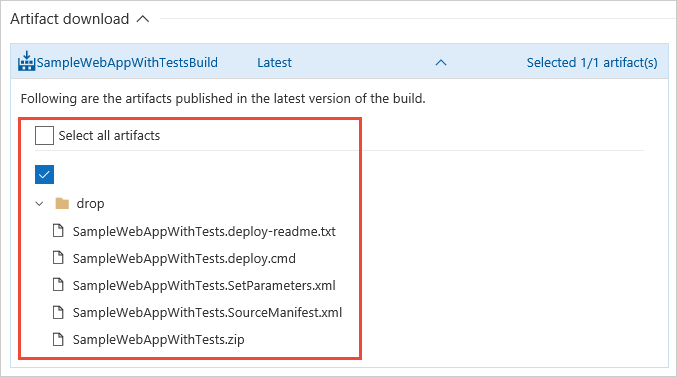 Artifact download
SampleWebAppWithTestsBuild Latest Selected 1/1 artifact(s)
Following are the artifacts published in the latest version of the build.
Select all artifacts
drop
SampleWebAppWithTests.deploy-readme.txt
SampleWebAppWithTests.deploy.cmd
SampleWebAppWithTests.SetParameters.xml
SampleWebAppWithTests.SourceManifest.xml
SampleWebAppWithTests.zip